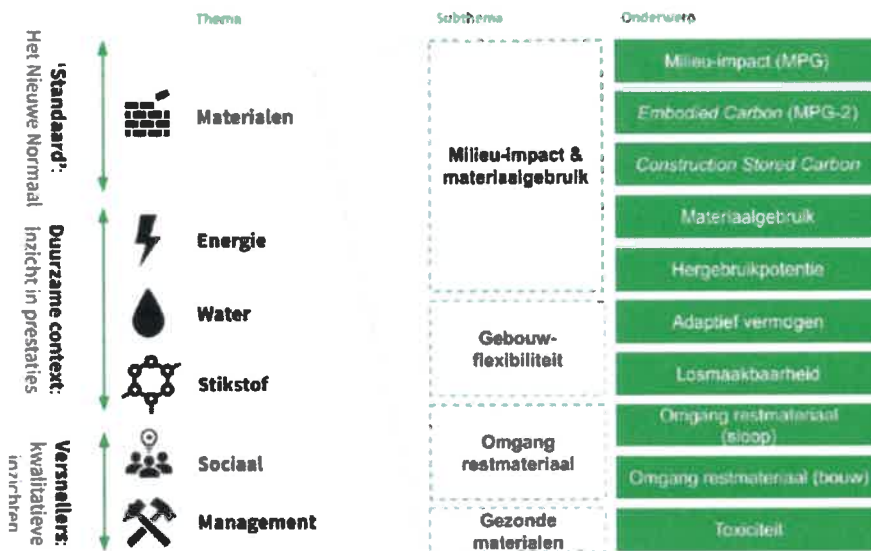 Thema
Subthema
Onderwerp
'Standaard':
Het Nieuwe Normaal
Duurzame context:
Inzicht in prestaties
Versnellers:
kwalitatieve
inzichten
Materialen
Energie
Water
Stikstof
Sociaal
Management
Milieu-impact &
materiaalgebruik
Gebouw-
flexibiliteit
Omgang
restmateriaal
Gezonde
materialen
Milieu-impact (MPG)
Embodied Carbon (MPG-2)
Construction Stored Carbon
Materiaalgebruik
Hergebruikpotentie
Adaptief vermogen
Losmaakbaarheid
Omgang restmateriaal
(sloop)
Omgang restmateriaal (bouw)
Toxiciteit